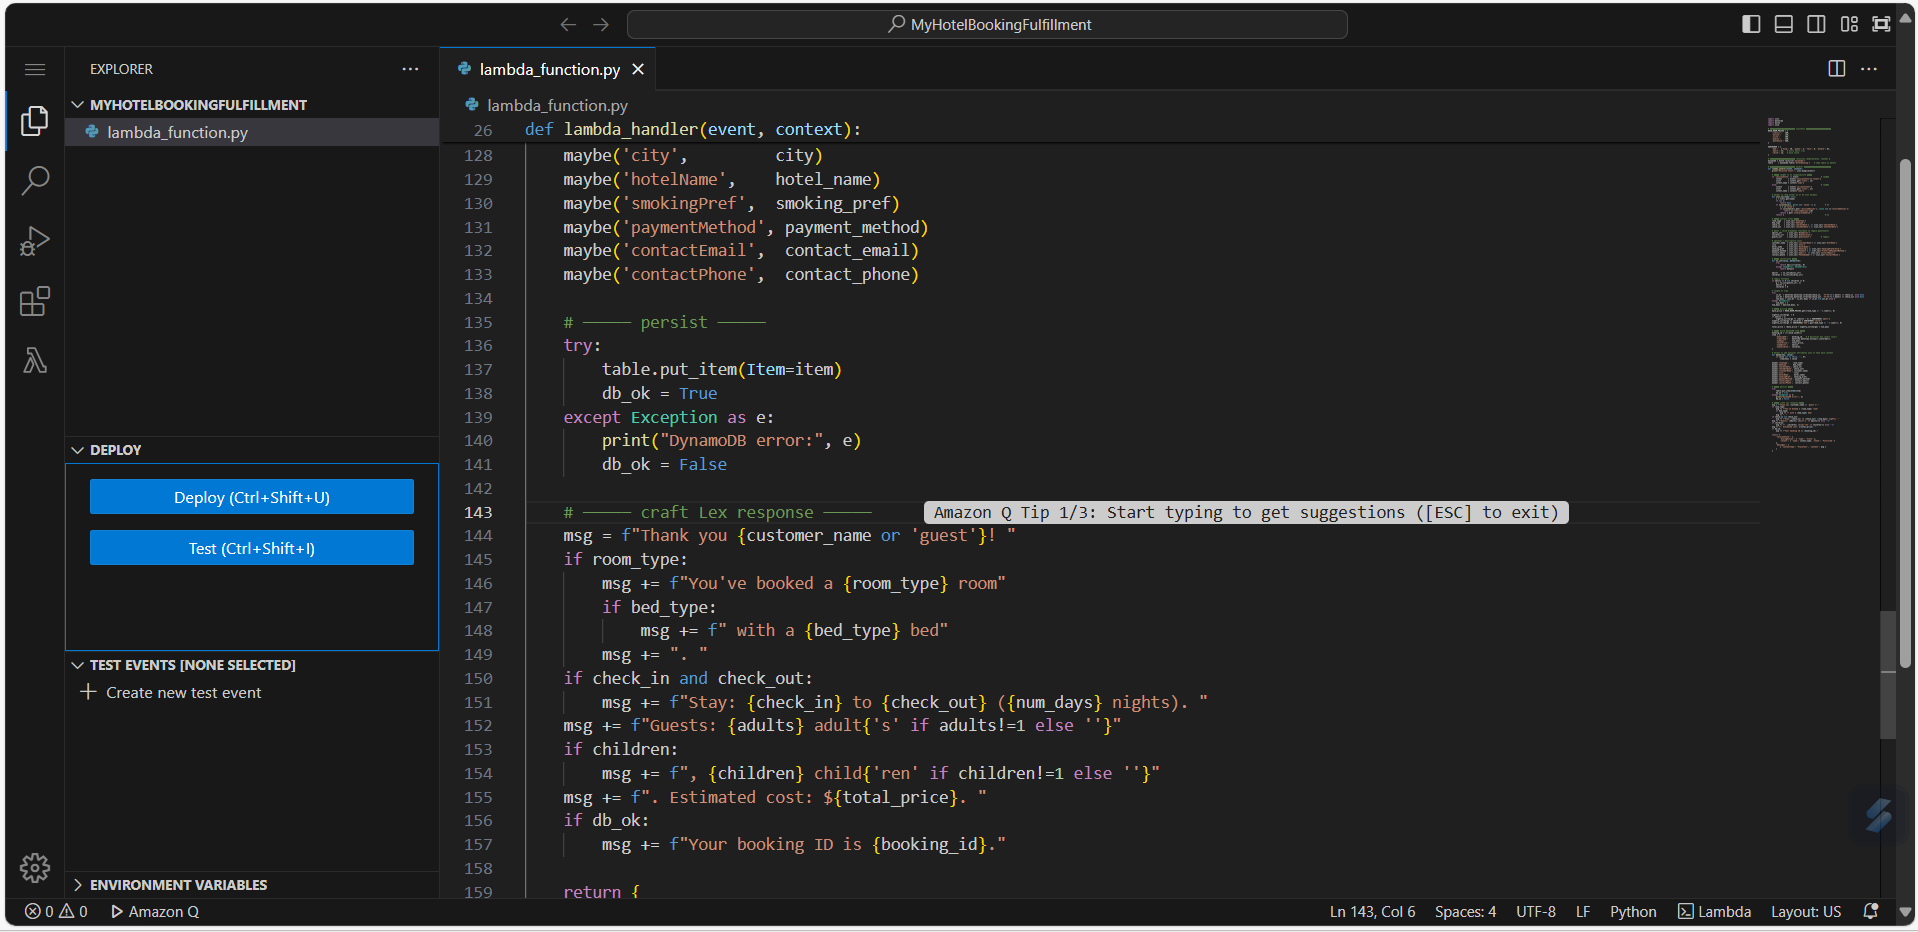 MyHotelBookingFulfillment
EXPLORER
lambda_function.py
MYHOTELBOOKINGFULFILLMENT
lambda_function.py
lambda_function.py
26 def lambda_handler(event, context):
128 maybe('city', city)
129 maybe('hotelName', hotel_name)
130 maybe('smokingPref', smoking_pref)
131 maybe('paymentMethod', payment_method)
132 maybe('contactEmail', contact_email)
133 maybe('contactPhone', contact_phone)
134
135 # ───── persist ─────
136 try:
137 table.put_item(Item=item)
138 db_ok = True
139 except Exception as e:
140 print("DynamoDB error:", e)
141 db_ok = False
142
143 # ───── craft Lex response ───── Amazon Q Tip 1/3: Start typing to get suggestions ([ESC] to exit)
144 msg = f"Thank you {customer_name or 'guest'}! "
145 if room_type:
146 msg += f"You've booked a {room_type} room"
147 if bed_type:
148 msg += f" with a {bed_type} bed"
149 msg += ". "
150 if check_in and check_out:
151 msg += f"Stay: {check_in} to {check_out} ({num_days} nights). "
152 msg += f"Guests: {adults} adult{'s' if adults!=1 else ''}"
153 if children:
154 msg += f", {children} child{'ren' if children!=1 else ''}"
155 msg += f". Estimated cost: ${total_price}. "
156 if db_ok:
157 msg += f"Your booking ID is {booking_id}."
158
159 return {
DEPLOY
Deploy (Ctrl+Shift+U)
Test (Ctrl+Shift+I)
TEST EVENTS [NONE SELECTED]
Create new test event
ENVIRONMENT VARIABLES
0 0 Amazon Q
Ln 143, Col 6 Spaces: 4 UTF-8 LF Python Lambda Layout: US